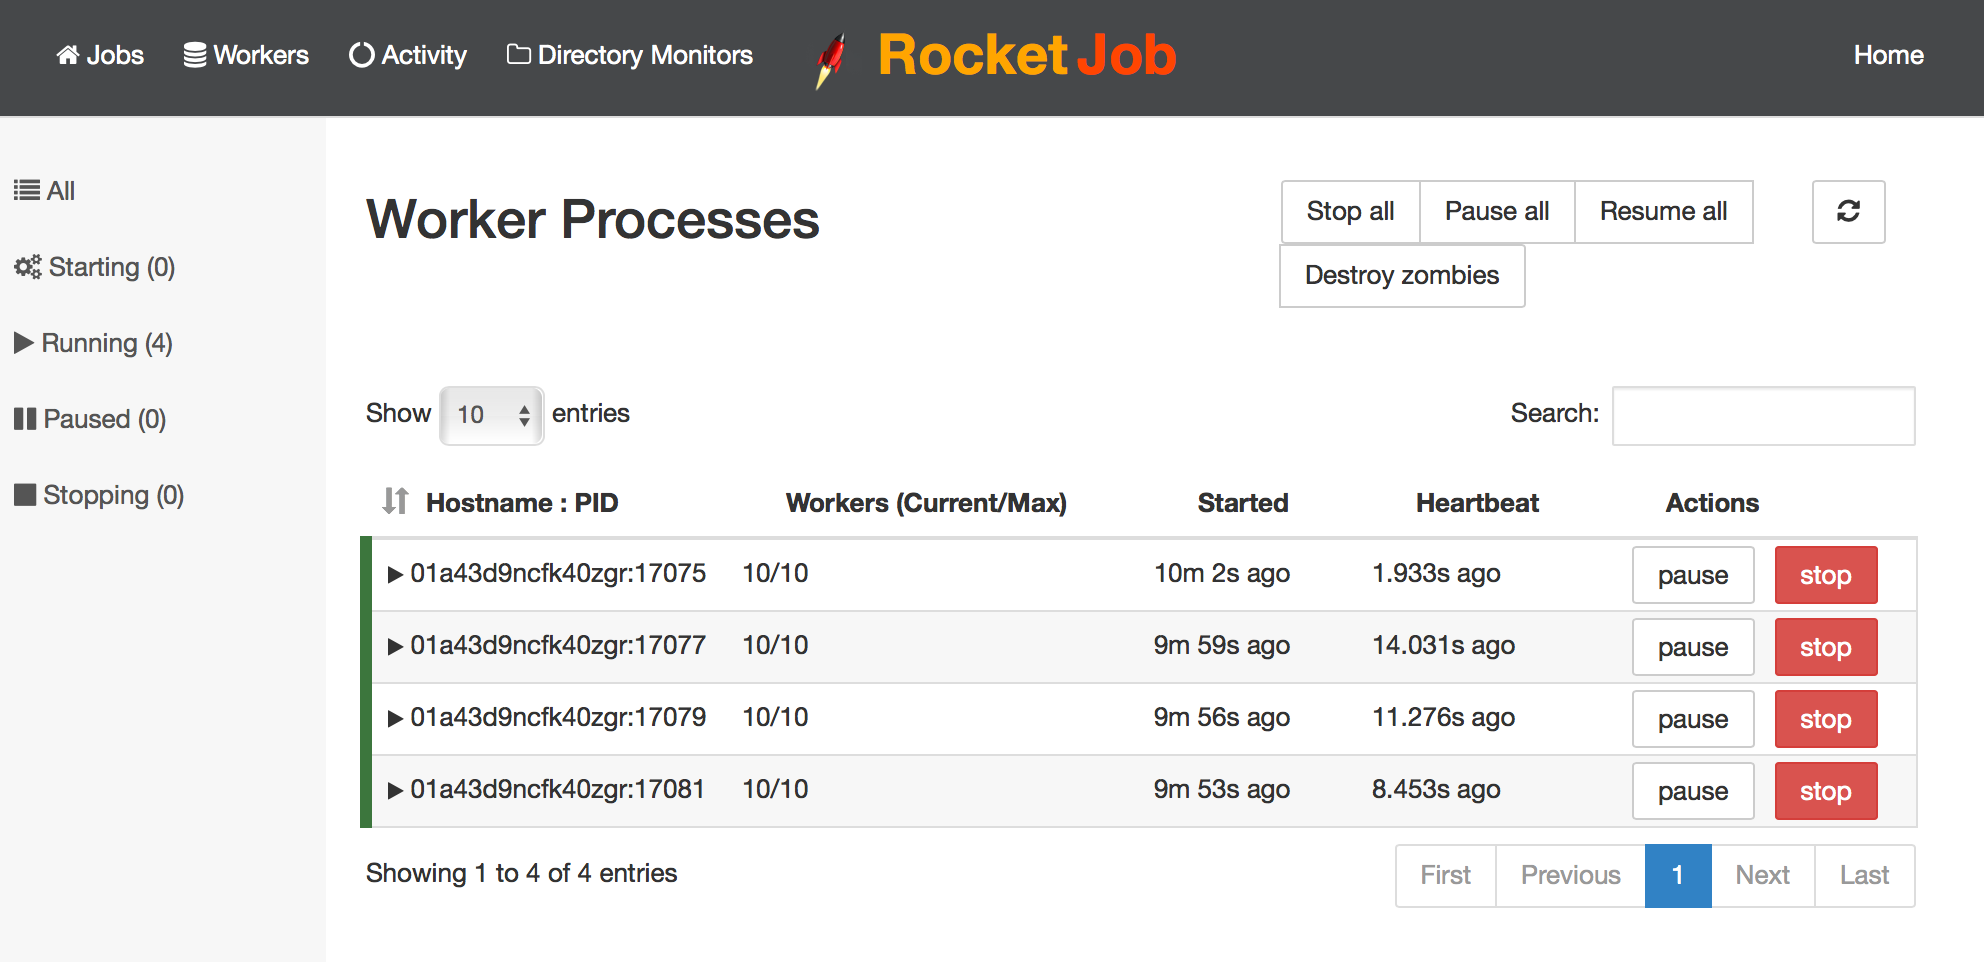 Jobs Workers Activity Directory Monitors Rocket Job Home
All
Starting (0)
Running (4)
Paused (0)
Stopping (0)
Worker Processes
Stop all Pause all Resume all
Destroy zombies
Show 10 entries Search:
Hostname : PID Workers (Current/Max) Started Heartbeat Actions
01a43d9ncfk40zgr:17075 10/10 10m 2s ago 1.933s ago pause stop
01a43d9ncfk40zgr:17077 10/10 9m 59s ago 14.031s ago pause stop
01a43d9ncfk40zgr:17079 10/10 9m 56s ago 11.276s ago pause stop
01a43d9ncfk40zgr:17081 10/10 9m 53s ago 8.453s ago pause stop
Showing 1 to 4 of 4 entries First Previous 1 Next Last